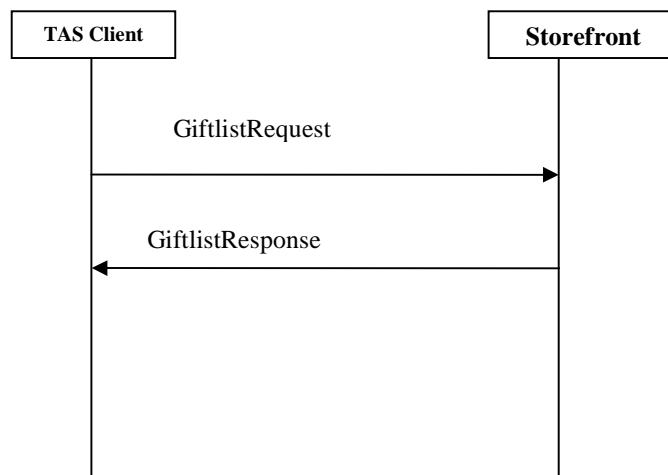 TAS Client
Storefront
GiftlistRequest
GiftlistResponse